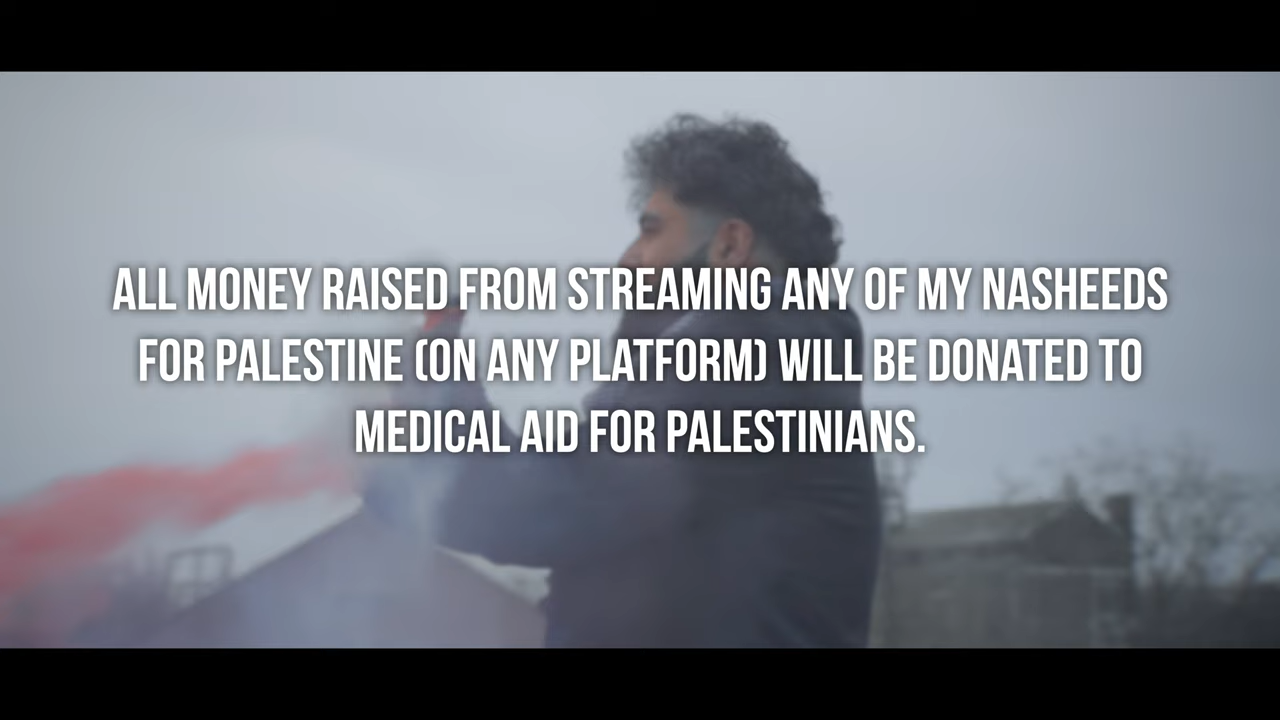 ALL MONEY RAISED FROM STREAMING ANY OF MY NASHEEDS
FOR PALESTINE (ON ANY PLATFORM) WILL BE DONATED TO
MEDICAL AID FOR PALESTINIANS.